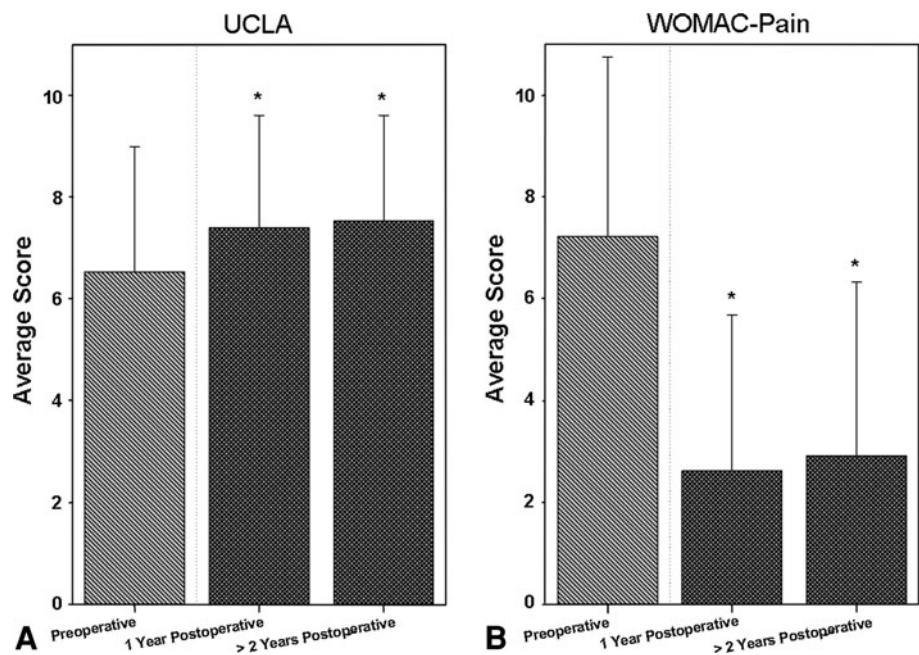 UCLA
Average Score
10
8
6
4
2
0
*
*
Preoperative
1 Year Postoperative
> 2 Years Postoperative
A
WOMAC-Pain
Average Score
10
8
6
4
2
0
*
*
Preoperative
1 Year Postoperative
> 2 Years Postoperative
B